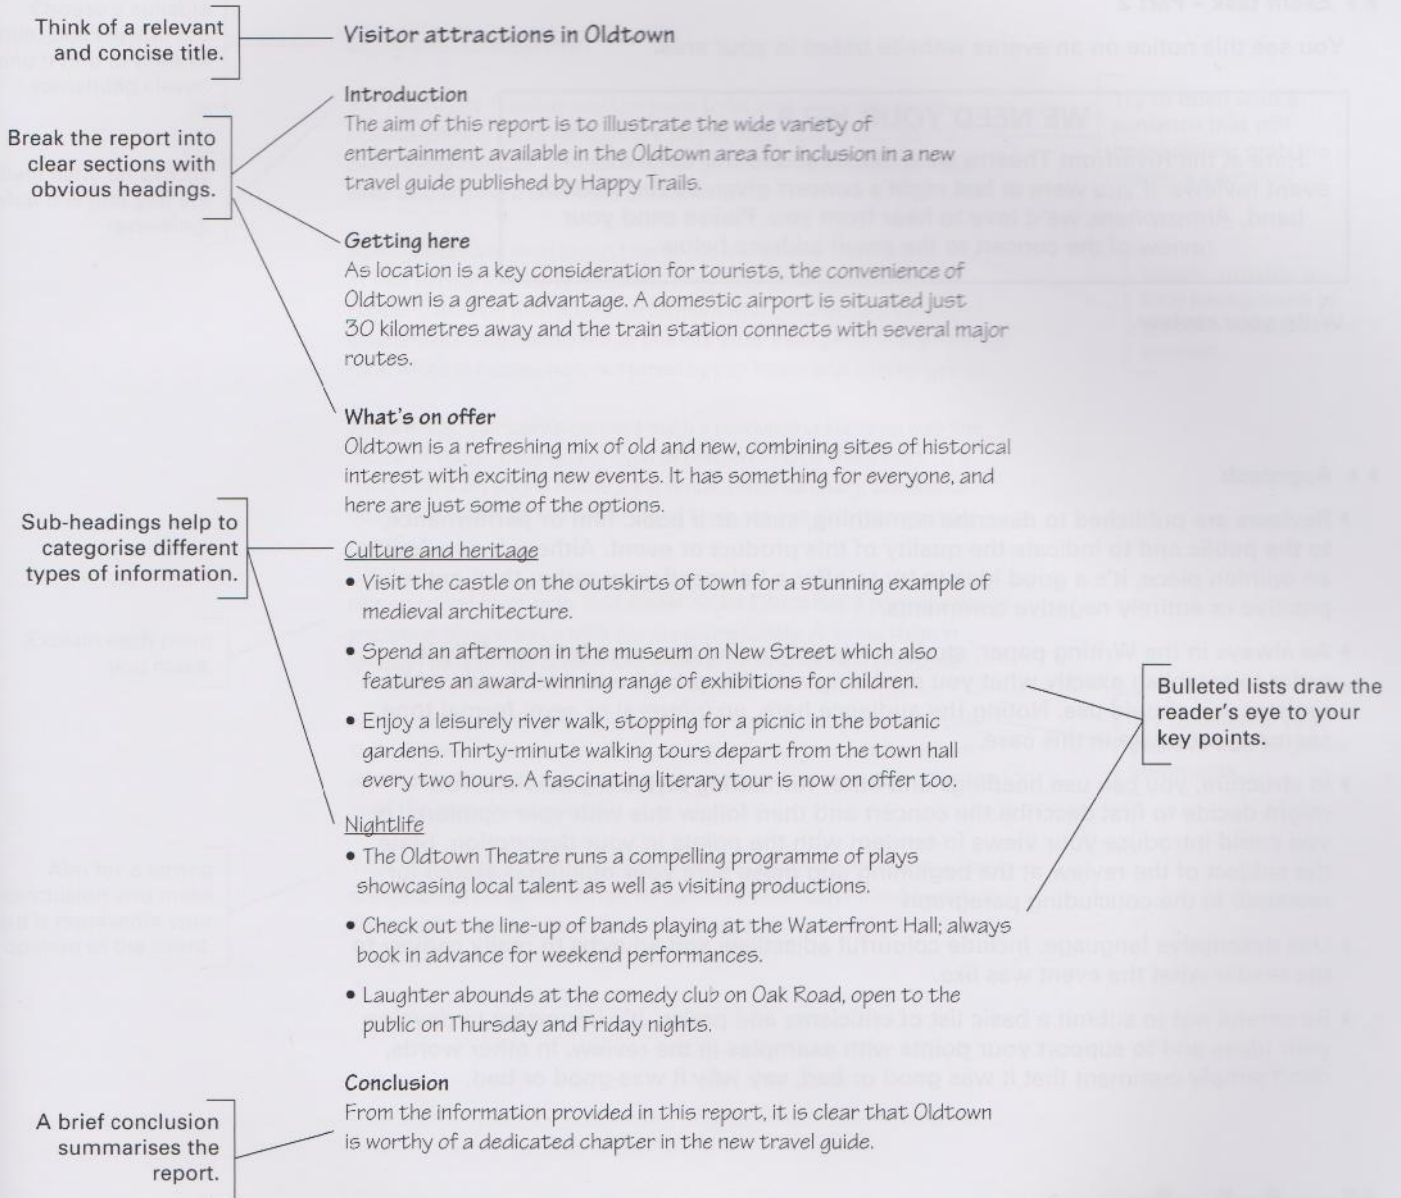 Think of a relevant
and concise title.
Visitor attractions in Oldtown
Break the report into
clear sections with
obvious headings.
Introduction
The aim of this report is to illustrate the wide variety of
entertainment available in the Oldtown area for inclusion in a new
travel guide published by Happy Trails.
Getting here
As location is a key consideration for tourists, the convenience of
Oldtown is a great advantage. A domestic airport is situated just
30 kilometres away and the train station connects with several major
routes.
What's on offer
Oldtown is a refreshing mix of old and new, combining sites of historical
interest with exciting new events. It has something for everyone, and
here are just some of the options.
Sub-headings help to
categorise different
types of information.
Culture and heritage
• Visit the castle on the outskirts of town for a stunning example of
medieval architecture.
• Spend an afternoon in the museum on New Street which also
features an award-winning range of exhibitions for children.
• Enjoy a leisurely river walk, stopping for a picnic in the botanic
gardens. Thirty-minute walking tours depart from the town hall
every two hours. A fascinating literary tour is now on offer too.
Bulleted lists draw the
reader's eye to your
key points.
Nightlife
• The Oldtown Theatre runs a compelling programme of plays
showcasing local talent as well as visiting productions.
• Check out the line-up of bands playing at the Waterfront Hall; always
book in advance for weekend performances.
• Laughter abounds at the comedy club on Oak Road, open to the
public on Thursday and Friday nights.
Conclusion
From the information provided in this report, it is clear that Oldtown
is worthy of a dedicated chapter in the new travel guide.
A brief conclusion
summarises the
report.